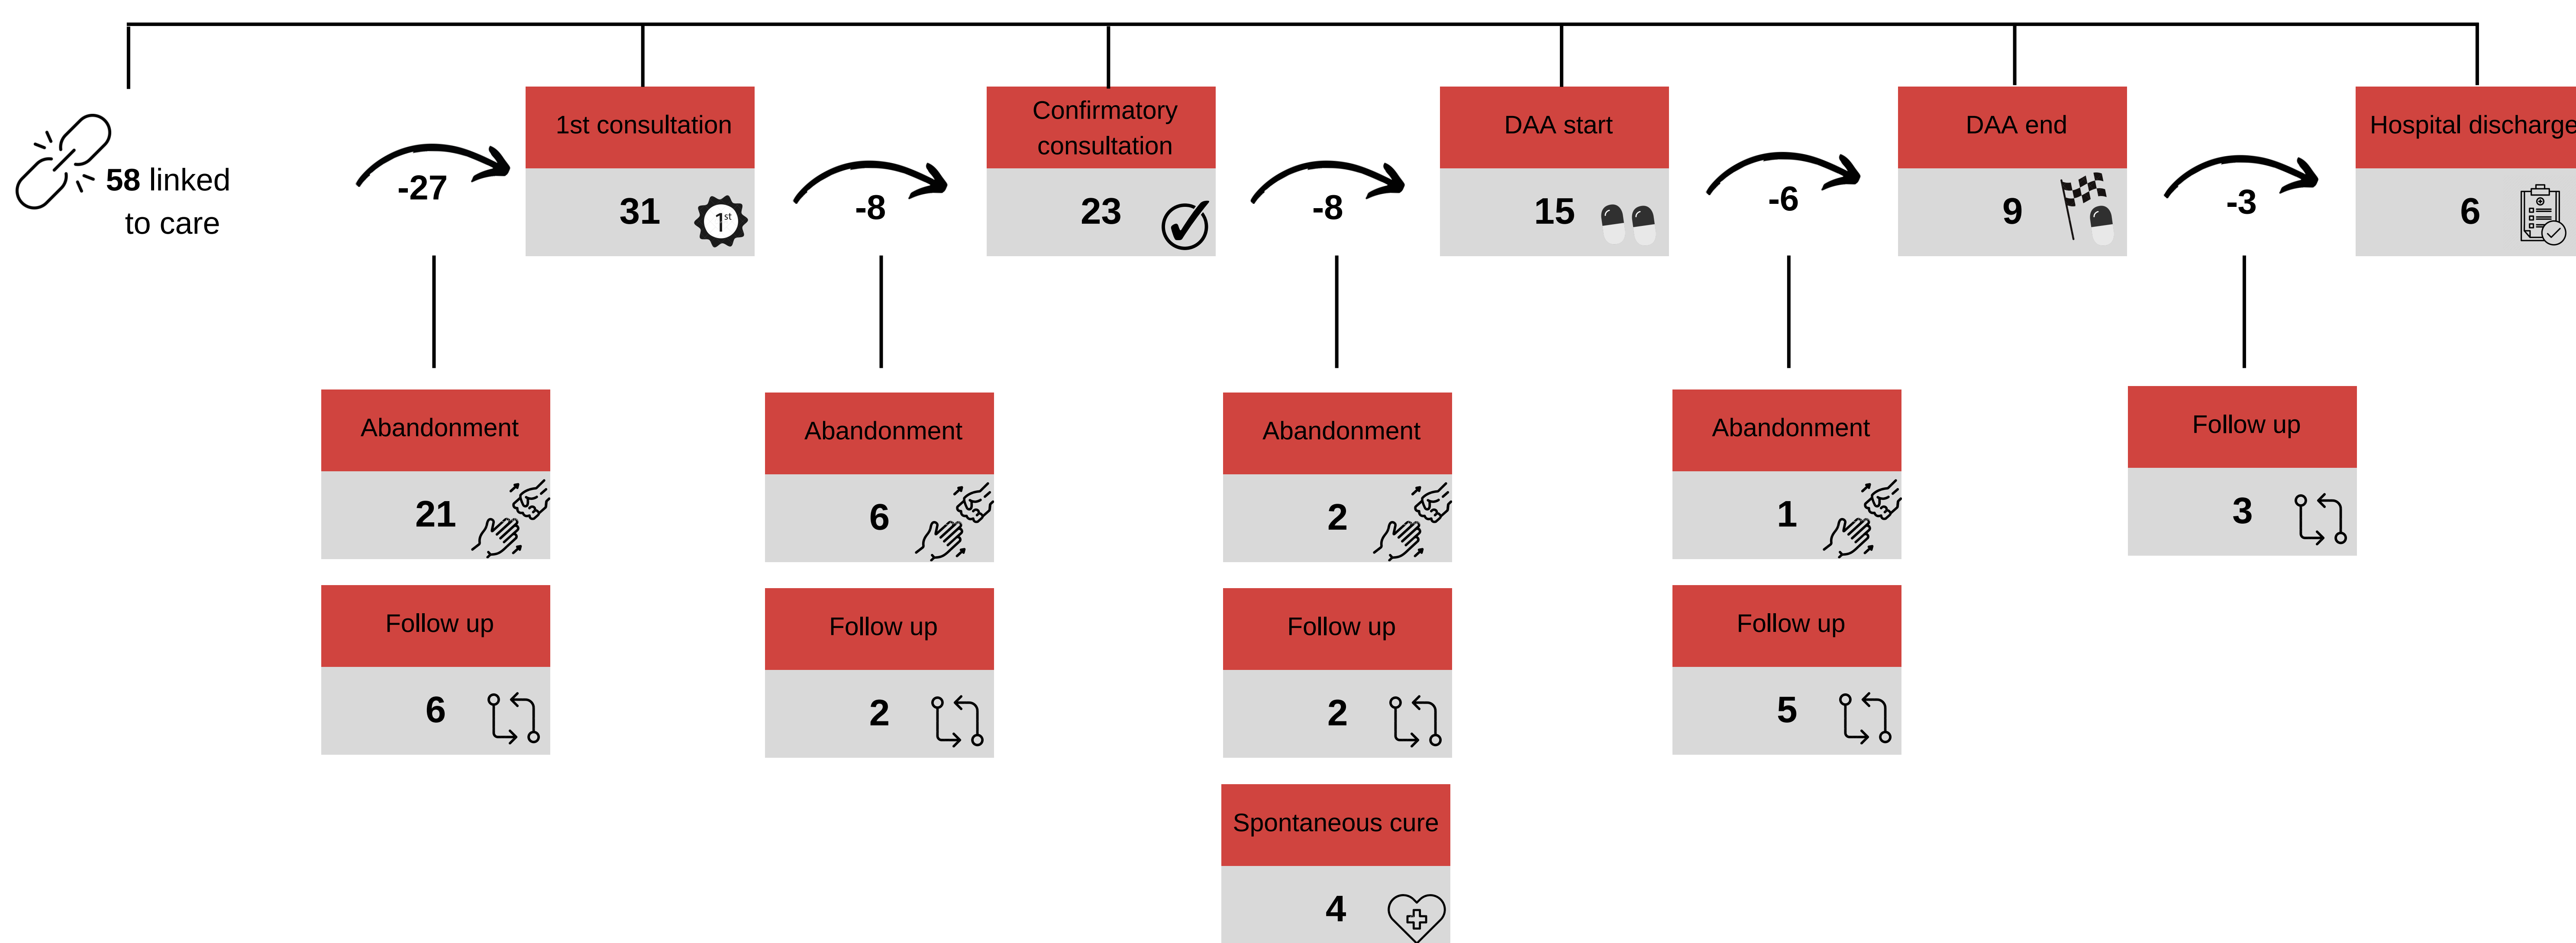 58 linked
to care
-27
1st consultation
31
1st
-8
Confirmatory
consultation
23
-8
DAA start
15
-6
DAA end
9
-3
Hospital discharge
6
Abandonment
21
Follow up
6
Abandonment
6
Follow up
2
Abandonment
2
Follow up
2
Spontaneous cure
4
Abandonment
1
Follow up
5
Follow up
3